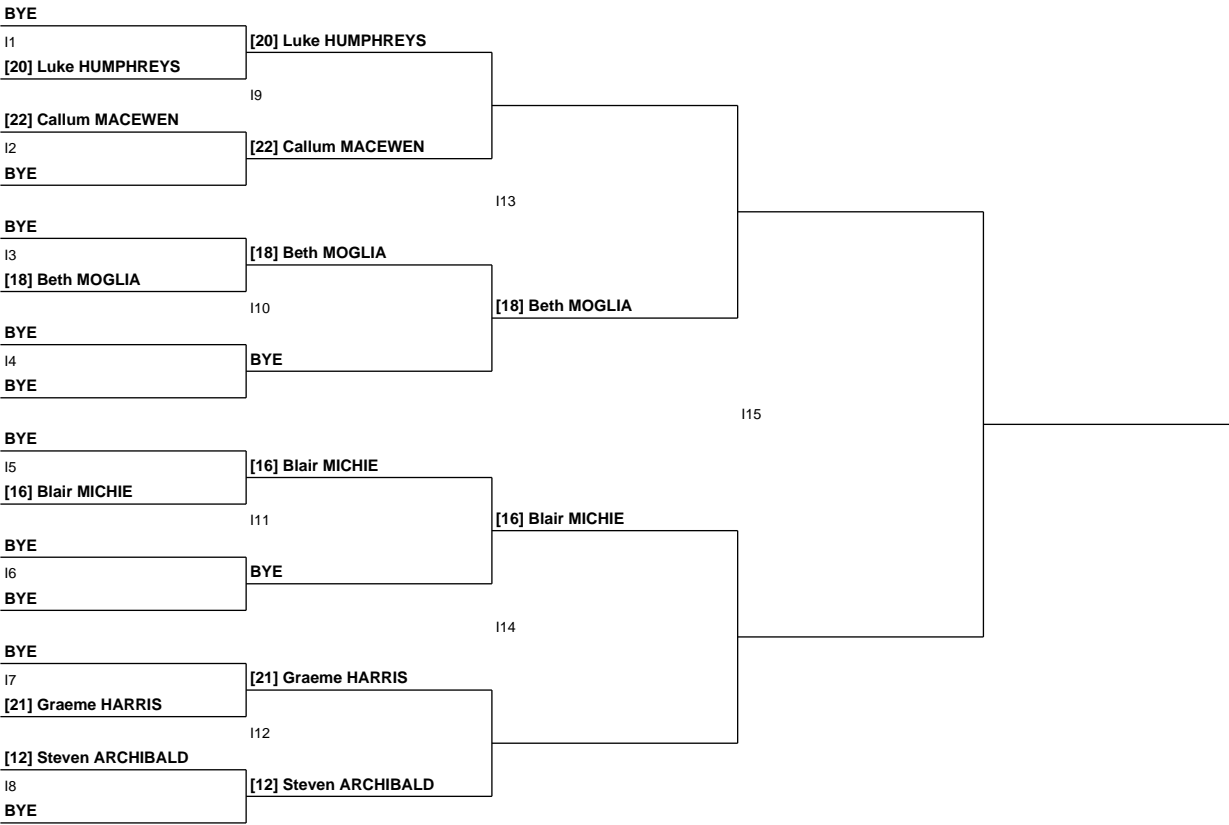 BYE
I1
[20] Luke HUMPHREYS
[22] Callum MACEWEN
I2
BYE
BYE
I3
[18] Beth MOGLIA
BYE
I4
BYE
BYE
I5
[16] Blair MICHIE
BYE
I6
BYE
BYE
I7
[21] Graeme HARRIS
[12] Steven ARCHIBALD
I8
BYE
[20] Luke HUMPHREYS
I9
[22] Callum MACEWEN
[18] Beth MOGLIA
I10
BYE
[16] Blair MICHIE
I11
BYE
[21] Graeme HARRIS
I12
[12] Steven ARCHIBALD
I13
[18] Beth MOGLIA
[16] Blair MICHIE
I14
I15